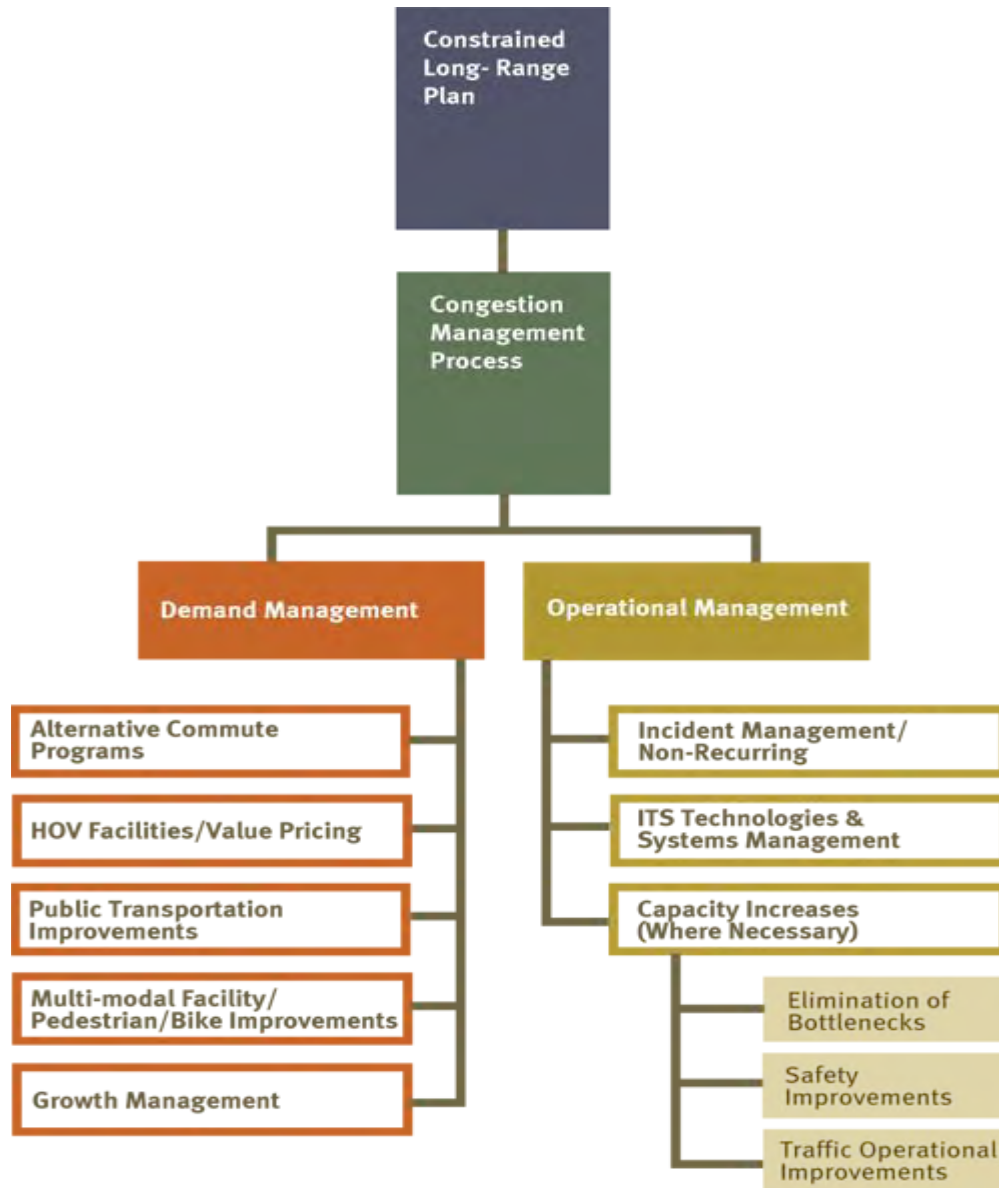 Constrained
Long- Range
Plan
Congestion
Management
Process
Demand Management
Operational Management
Alternative Commute
Programs
HOV Facilities/Value Pricing
Public Transportation
Improvements
Multi-modal Facility/
Pedestrian/Bike Improvements
Growth Management
Incident Management/
Non-Recurring
ITS Technologies &
Systems Management
Capacity Increases
(Where Necessary)
Elimination of
Bottlenecks
Safety
Improvements
Traffic Operational
Improvements